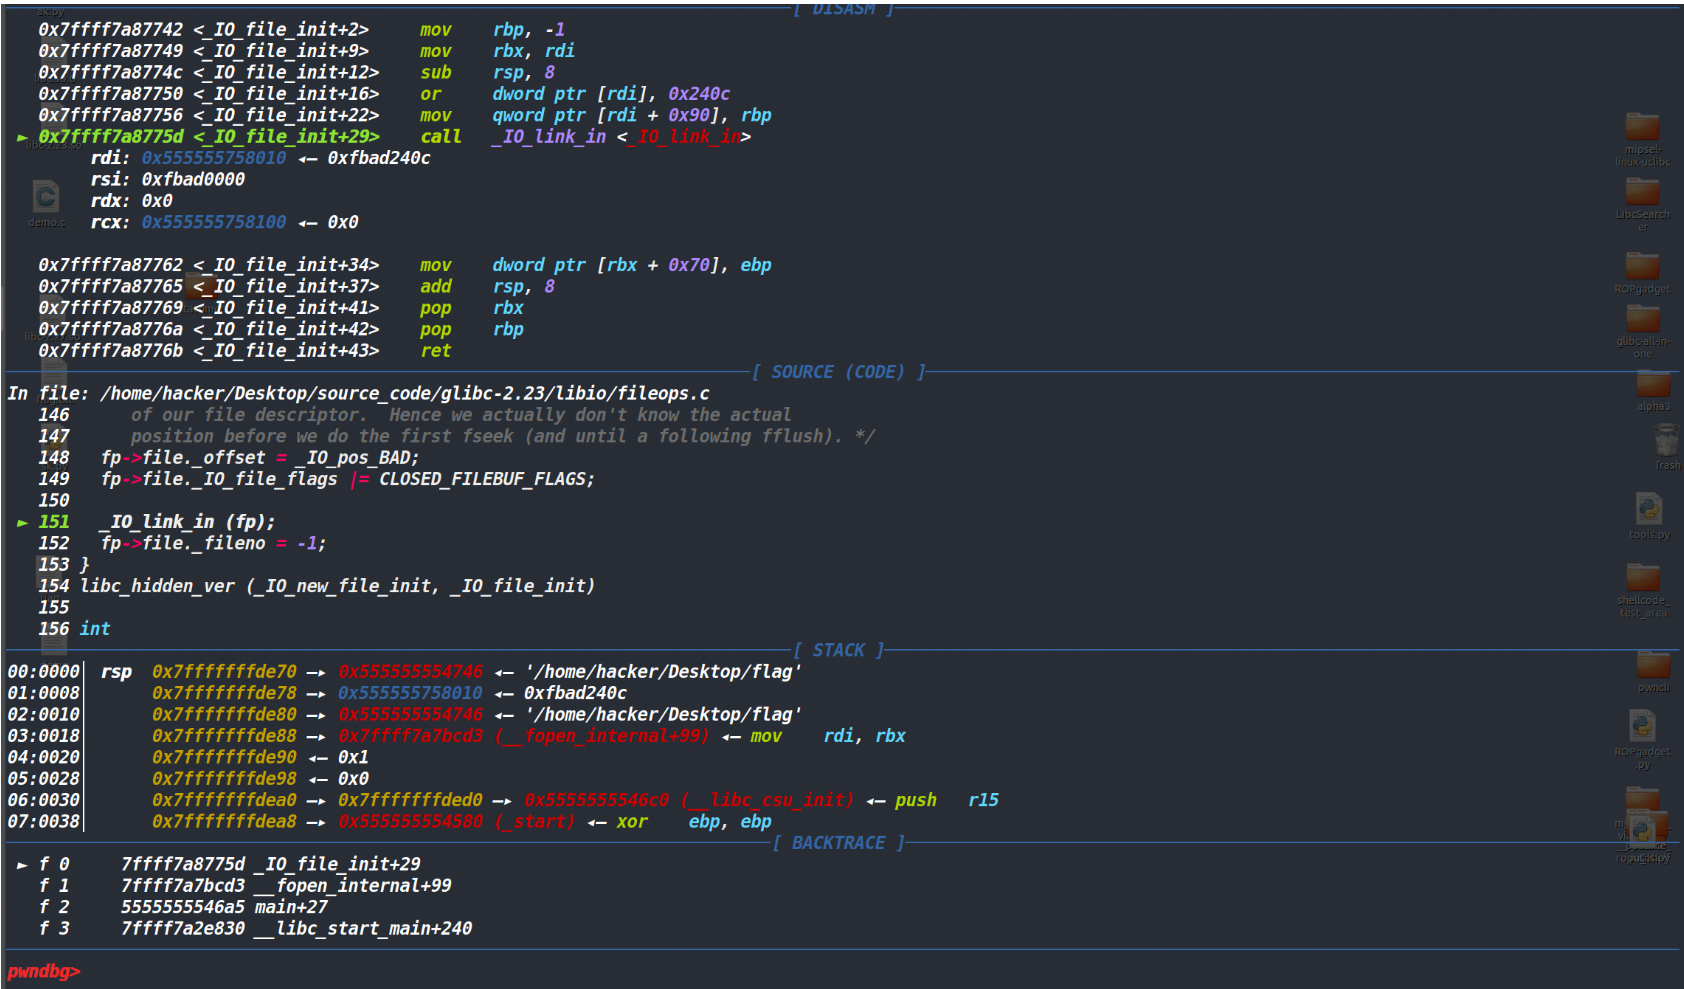 [ DISASM ]
0x7ffff7a87742 <_IO_file_init+2> mov rbp, -1
0x7ffff7a87749 <_IO_file_init+9> mov rbx, rdi
0x7ffff7a8774c <_IO_file_init+12> sub rsp, 8
0x7ffff7a87750 <_IO_file_init+16> or dword ptr [rdi], 0x240c
0x7ffff7a87756 <_IO_file_init+22> mov qword ptr [rdi + 0x90], rbp
► 0x7ffff7a8775d <_IO_file_init+29> call _IO_link_in <_IO_link_in>
rdi: 0x555555758010 ◂— 0xfbad240c
rsi: 0xfbad0000
rdx: 0x0
rcx: 0x555555758100 ◂— 0x0
0x7ffff7a87762 <_IO_file_init+34> mov dword ptr [rbx + 0x70], ebp
0x7ffff7a87765 <_IO_file_init+37> add rsp, 8
0x7ffff7a87769 <_IO_file_init+41> pop rbx
0x7ffff7a8776a <_IO_file_init+42> pop rbp
0x7ffff7a8776b <_IO_file_init+43> ret
[ SOURCE (CODE) ]
In file: /home/hacker/Desktop/source_code/glibc-2.23/libio/fileops.c
146 of our file descriptor. Hence we actually don't know the actual
147 position before we do the first fseek (and until a following fflush). */
148 fp->file._offset = _IO_pos_BAD;
149 fp->file._IO_file_flags |= CLOSED_FILEBUF_FLAGS;
150
► 151 _IO_link_in (fp);
152 fp->file._fileno = -1;
153 }
154 libc_hidden_ver (_IO_new_file_init, _IO_file_init)
155
156 int
[ STACK ]
00:0000│ rsp 0x7fffffffde70 —▸ 0x555555554746 ◂— '/home/hacker/Desktop/flag'
01:0008│ 0x7fffffffde78 —▸ 0x555555758010 ◂— 0xfbad240c
02:0010│ 0x7fffffffde80 —▸ 0x555555554746 ◂— '/home/hacker/Desktop/flag'
03:0018│ 0x7fffffffde88 —▸ 0x7ffff7a7bcd3 (__fopen_internal+99) ◂— mov rdi, rbx
04:0020│ 0x7fffffffde90 ◂— 0x1
05:0028│ 0x7fffffffde98 ◂— 0x0
06:0030│ 0x7fffffffdea0 —▸ 0x7fffffffded0 —▸ 0x5555555546c0 (__libc_csu_init) ◂— push r15
07:0038│ 0x7fffffffdea8 —▸ 0x555555554580 (_start) ◂— xor ebp, ebp
[ BACKTRACE ]
► f 0 7ffff7a8775d _IO_file_init+29
f 1 7ffff7a7bcd3 __fopen_internal+99
f 2 5555555546a5 main+27
f 3 7ffff7a2e830 __libc_start_main+240
pwndbg>
demo.c
mipsel-
linux-uclibc
LibcSearch
er
ROPgadget
glibc-all-in-
one
alpha3
Trash
tools.py
shellcode_
test_area
pwncli
ROPgadget
.py